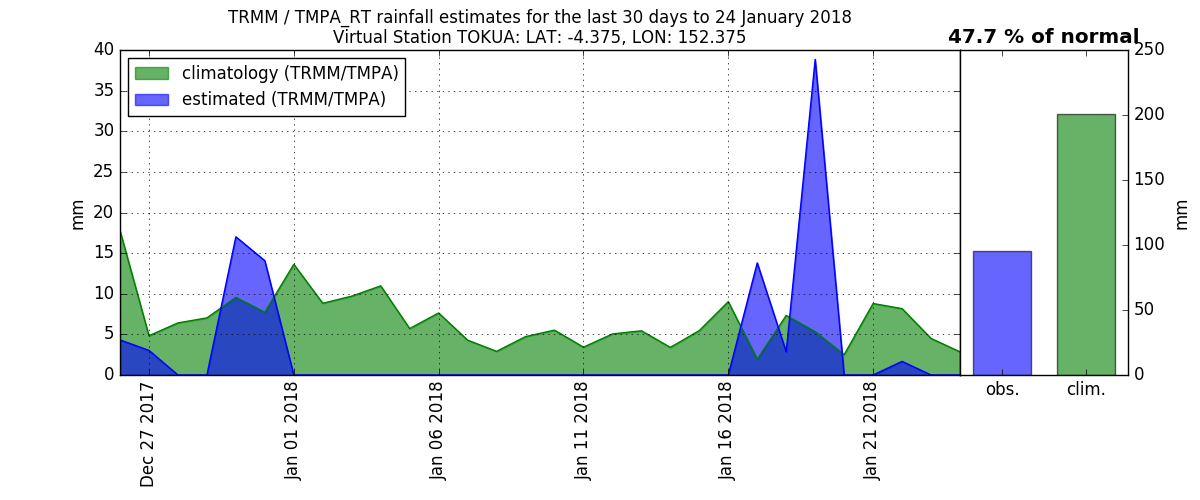 TRMM / TMPA_RT rainfall estimates for the last 30 days to 24 January 2018
Virtual Station TOKUA: LAT: -4.375, LON: 152.375
47.7 % of normal
climatology (TRMM/TMPA)
estimated (TRMM/TMPA)
40
35
30
25
20
15
10
5
0
mm
Dec 27 2017
Jan 01 2018
Jan 06 2018
Jan 11 2018
Jan 16 2018
Jan 21 2018
obs.
clim.
250
200
150
100
50
0
mm